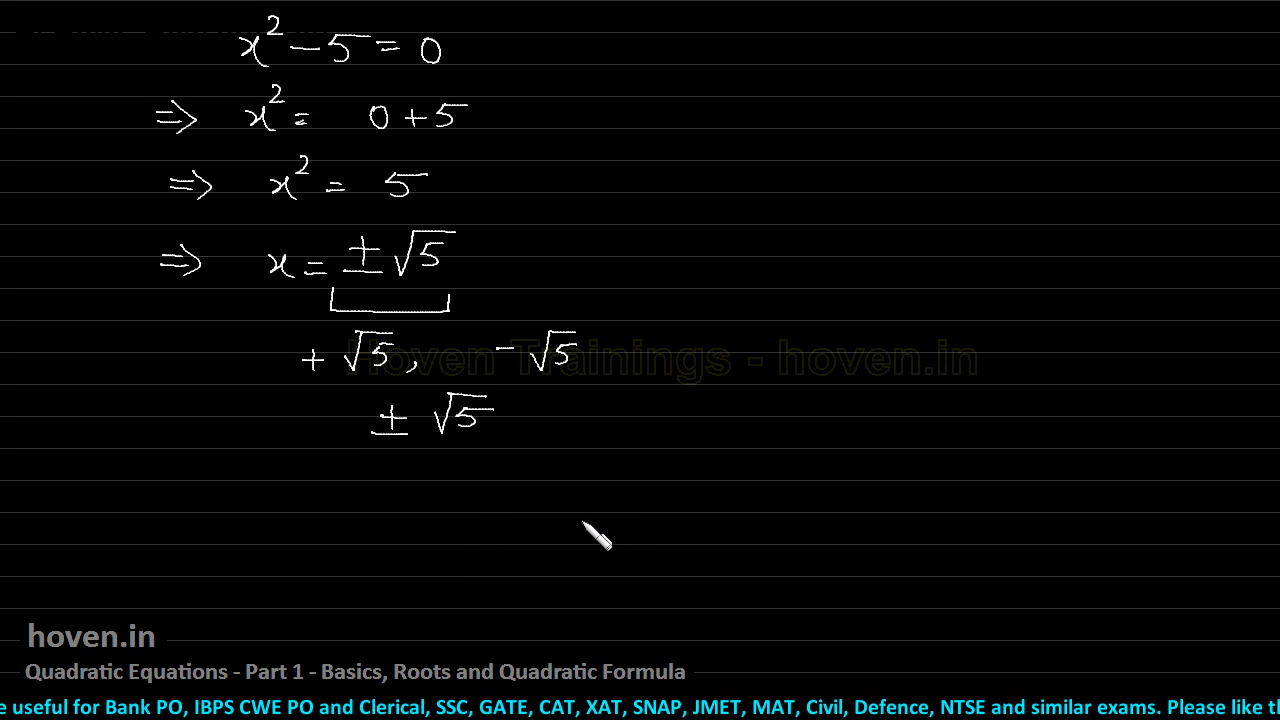 x² − 5 = 0
⇒ x² = 0 + 5
⇒ x² = 5
⇒ x = ± √5
+ √5, − √5
Hoven Trainings - hoven.in
± √5
hoven.in
Quadratic Equations - Part 1 - Basics, Roots and Quadratic Formula
e useful for Bank PO, IBPS CWE PO and Clerical, SSC, GATE, CAT, XAT, SNAP, JMET, MAT, Civil, Defence, NTSE and similar exams. Please like t